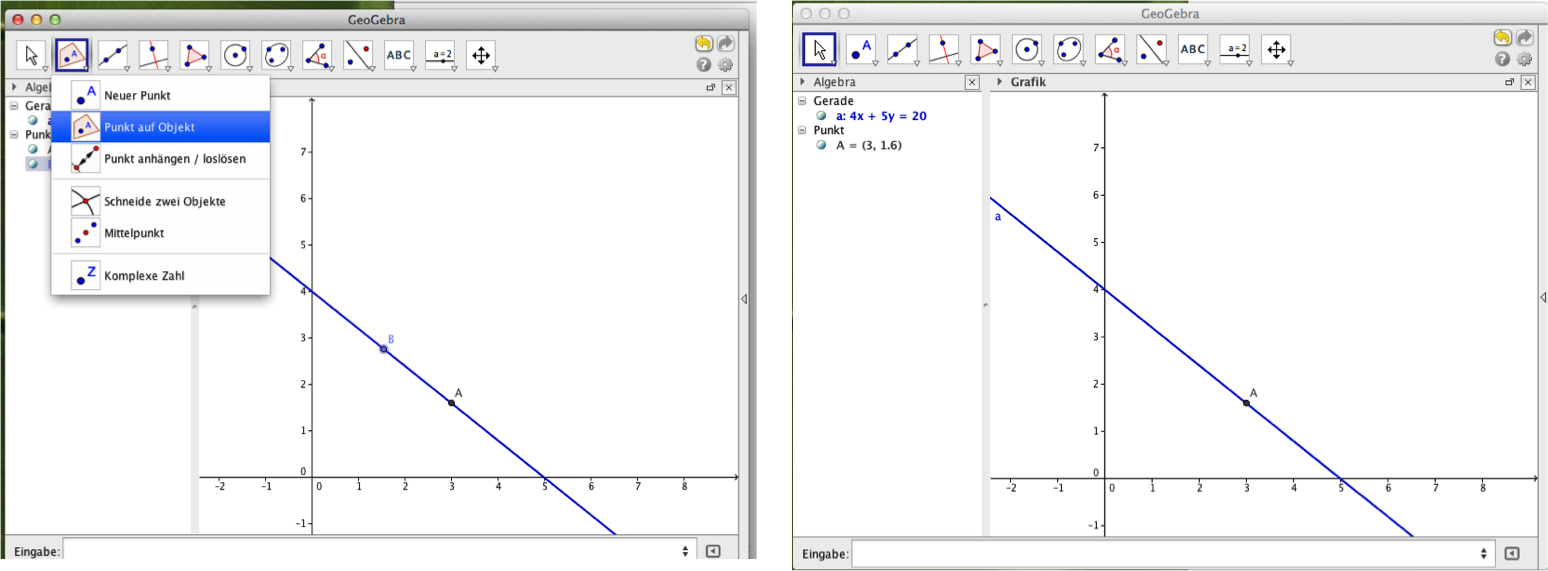 GeoGebra
A
ABC
a=2
Neuer Punkt
Punkt auf Objekt
Punkt anhängen / loslösen
Schneide zwei Objekte
Mittelpunkt
Z
Komplexe Zahl
7
6
5
4
3
2
1
0
-1
-2 -1 0 1 2 3 4 5 6 7 8
B
A
Eingabe:
GeoGebra
A
α
ABC
a=2
Algebra
Grafik
Gerade
a: 4x + 5y = 20
Punkt
A = (3, 1.6)
7
6
5
4
3
2
1
0
-1
-2 -1 0 1 2 3 4 5 6 7 8
a
A
Eingabe: